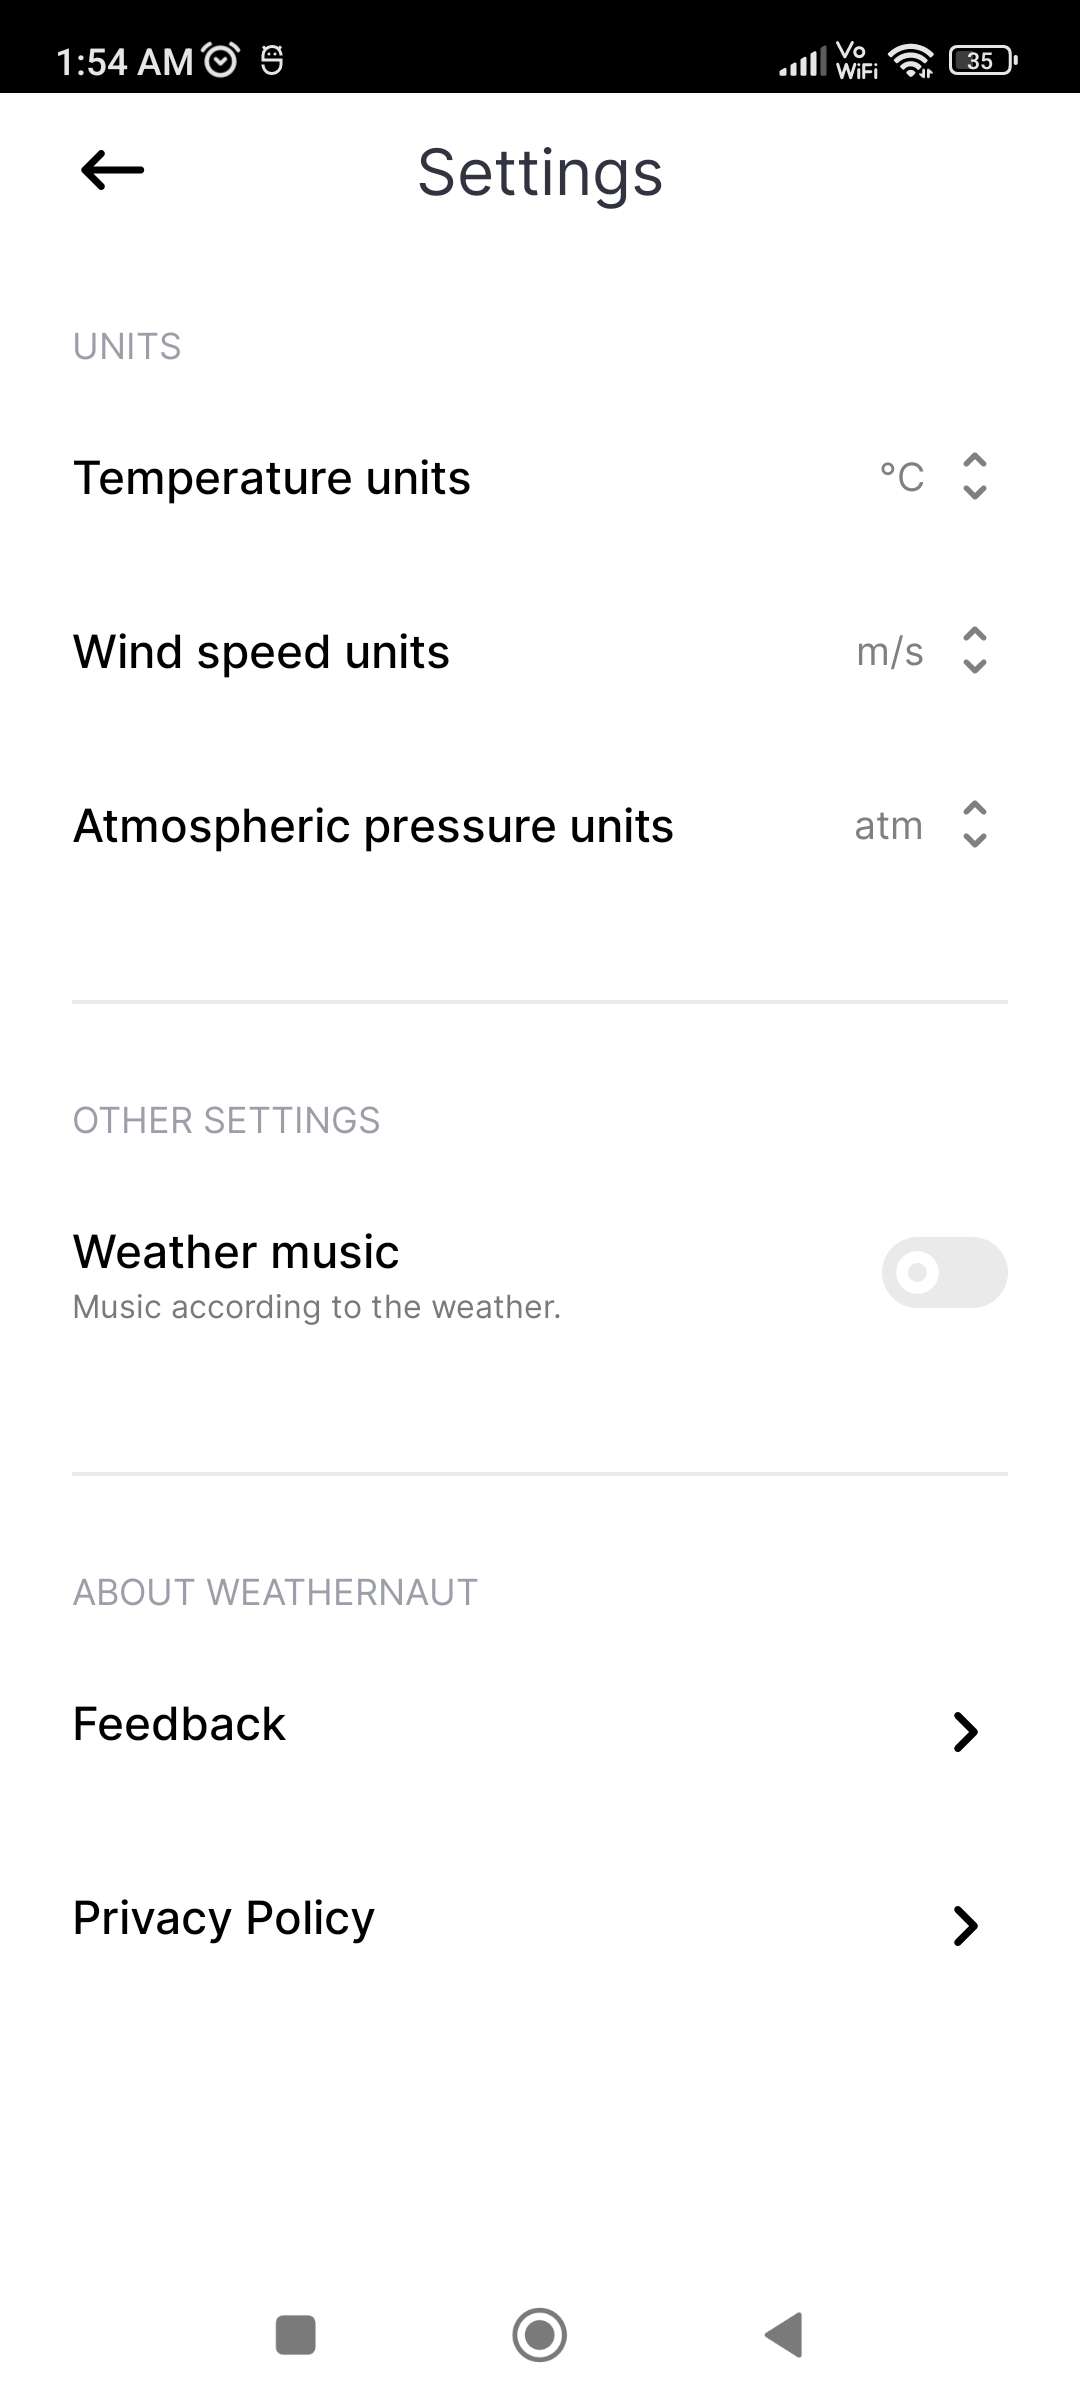 1:54 AM
Vo
WiFi
35
Settings
UNITS
Temperature units
°C
Wind speed units
m/s
Atmospheric pressure units
atm
OTHER SETTINGS
Weather music
Music according to the weather.
ABOUT WEATHERNAUT
Feedback
Privacy Policy